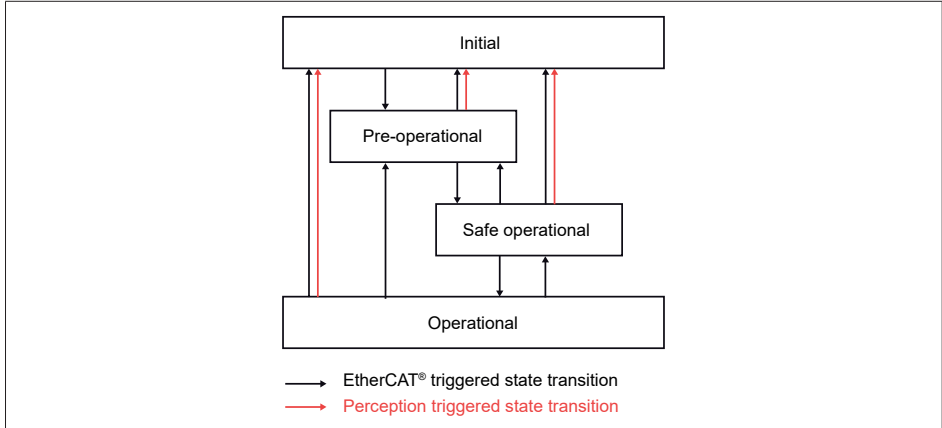 Initial
Pre-operational
Safe operational
Operational
EtherCAT® triggered state transition
Perception triggered state transition